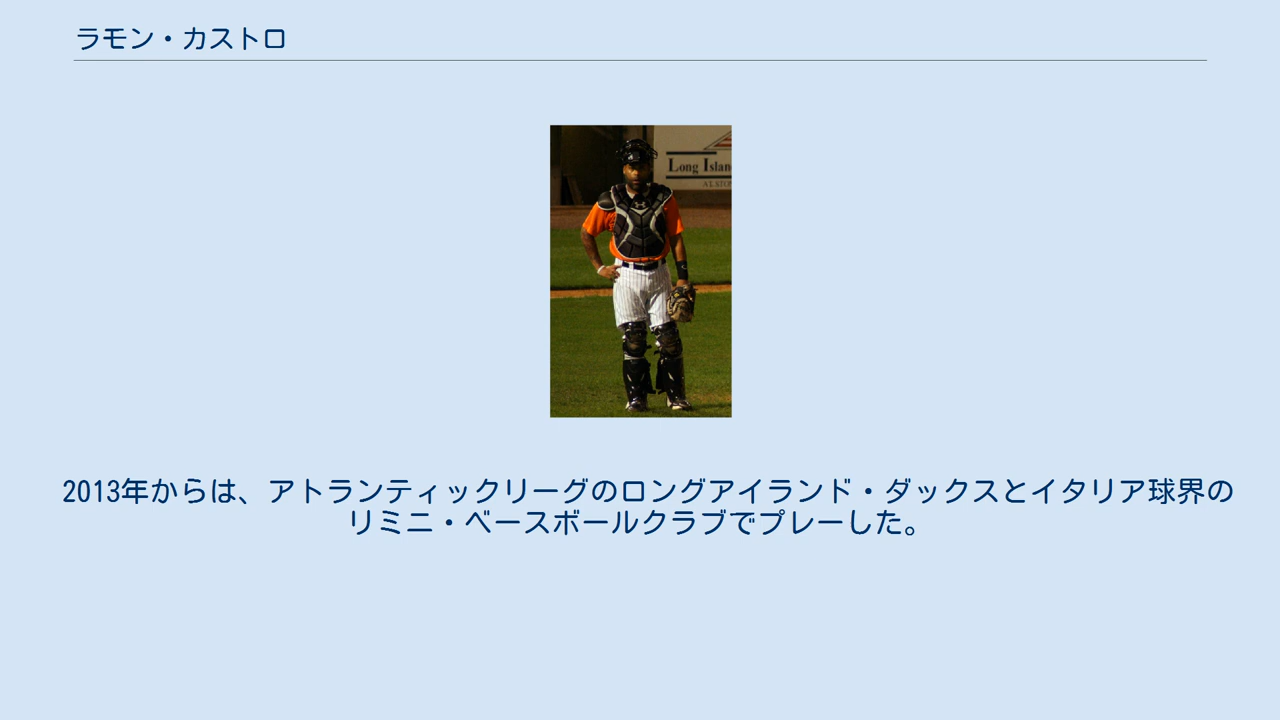 ラモン・カストロ
Long Islan
2013年からは、アトランティックリーグのロングアイランド・ダックスとイタリア球界の
リミニ・ベースボールクラブでプレーした。